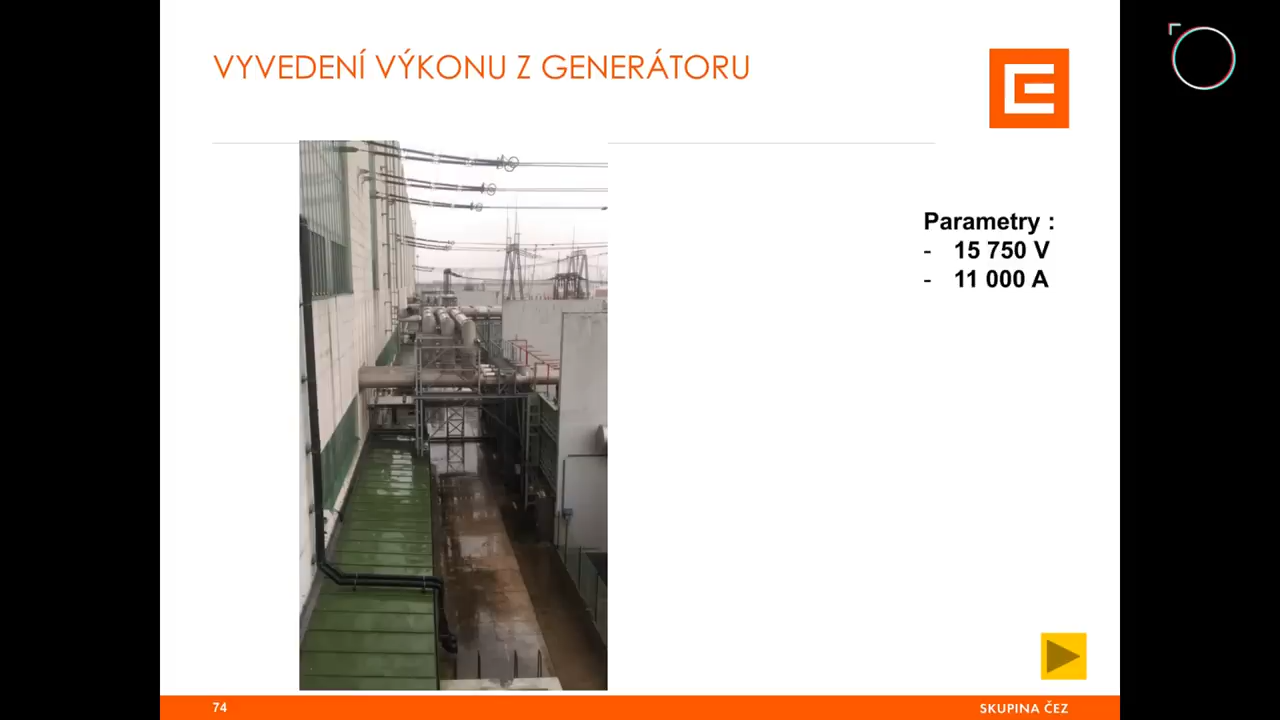 VYVEDENÍ VÝKONU Z GENERÁTORU
Parametry :
- 15 750 V
- 11 000 A
74
SKUPINA ČEZ